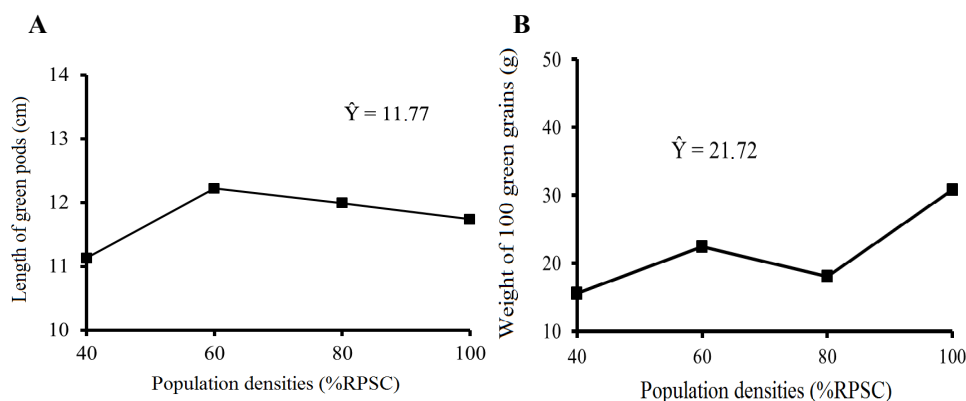 A
Length of green pods (cm)
14
13
12
11
10
Ŷ = 11.77
40 60 80 100
Population densities (%RPSC)
B
Weight of 100 green grains (g)
50
40
30
20
10
Ŷ = 21.72
40 60 80 100
Population densities (%RPSC)